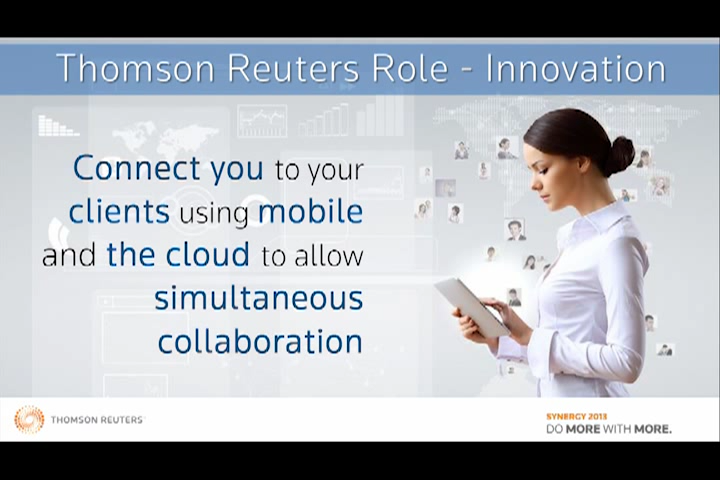 Thomson Reuters Role - Innovation
Connect you to your
clients using mobile
and the cloud to allow
simultaneous
collaboration
THOMSON REUTERS
SYNERGY 2013
DO MORE WITH MORE.